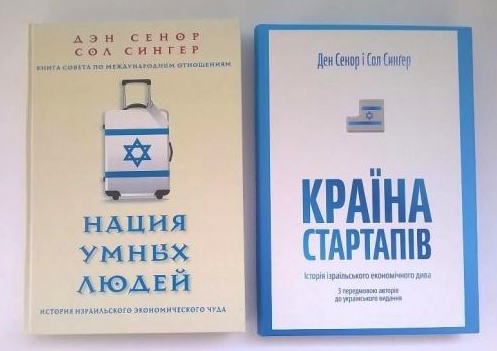 ДЭН СЕНОР
СОЛ СИНГЕР
КНИГА СОВЕТА ПО МЕЖДУНАРОДНЫМ ОТНОШЕНИЯМ
НАЦИЯ
УМНЫХ
ЛЮДЕЙ
ИСТОРИЯ ИЗРАИЛЬСКОГО ЭКОНОМИЧЕСКОГО ЧУДА
Ден Сенор і Сол Синґер
КРАЇНА
СТАРТАПІВ
Історія ізраїльського економічного дива
З передмовою авторів
до українського видання